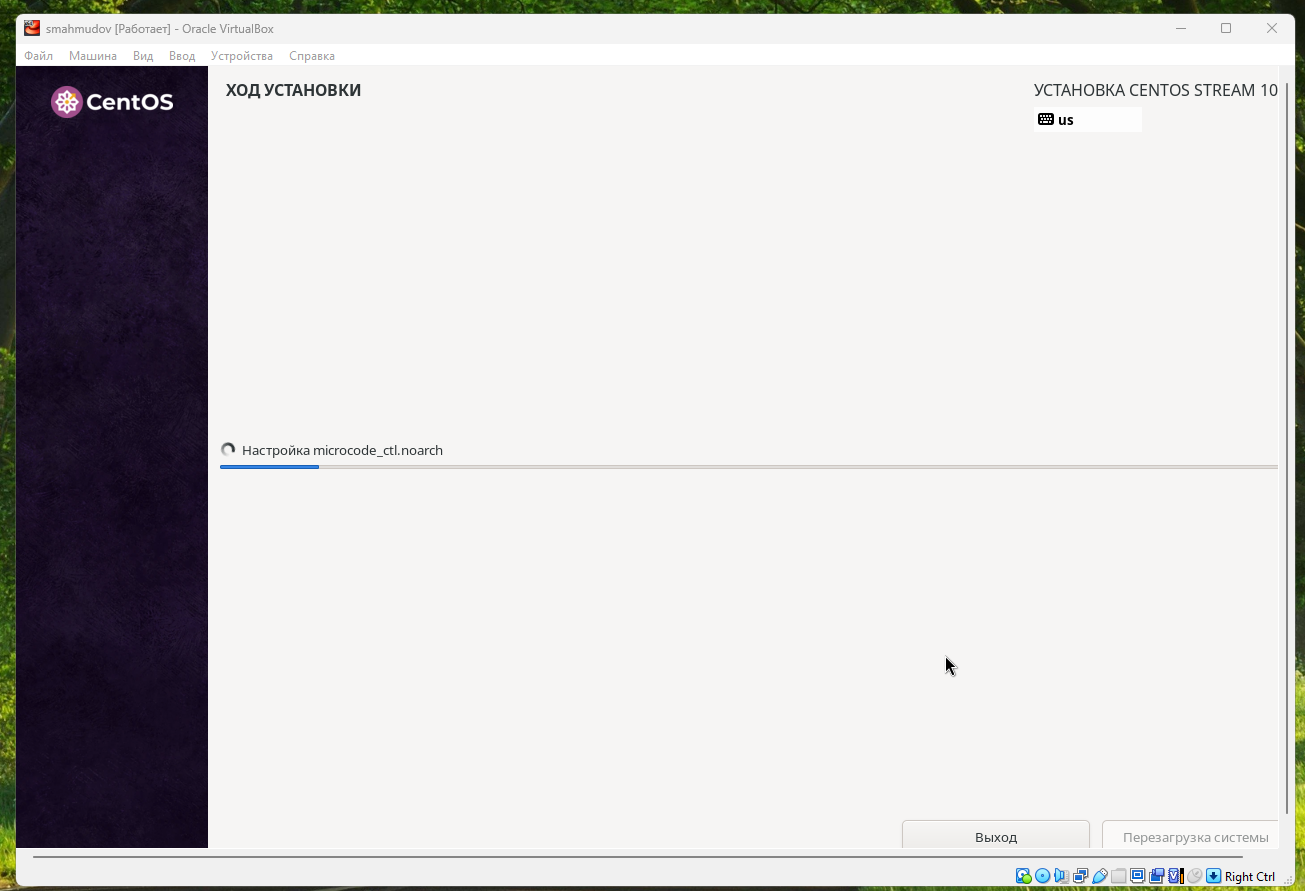 smahmudov [Работает] - Oracle VirtualBox
Файл Машина Вид Ввод Устройства Справка
CentOS
ХОД УСТАНОВКИ
УСТАНОВКА CENTOS STREAM 10
us
Настройка microcode_ctl.noarch
Выход
Перезагрузка системы
Right Ctrl